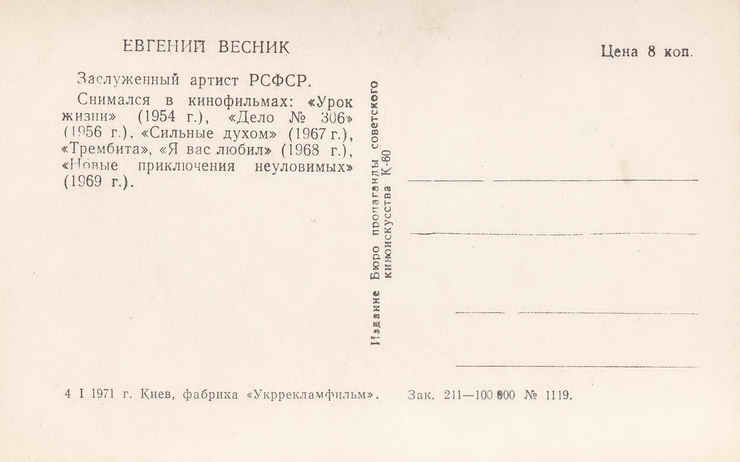 ЕВГЕНИЙ ВЕСНИК
Заслуженный артист РСФСР.
Снимался в кинофильмах: «Урок
жизни» (1954 г.), «Дело № 306»
(1956 г.), «Сильные духом» (1967 г.),
«Трембита», «Я вас любил» (1968 г.),
«Новые приключения неуловимых»
(1969 г.).
4 I 1971 г. Киев, фабриха «Укррекламфильм».
Издание Бюро пропаганды советского
киноискусства К-60
Цена 8 коп.
Зак. 211—100 000 № 1119.